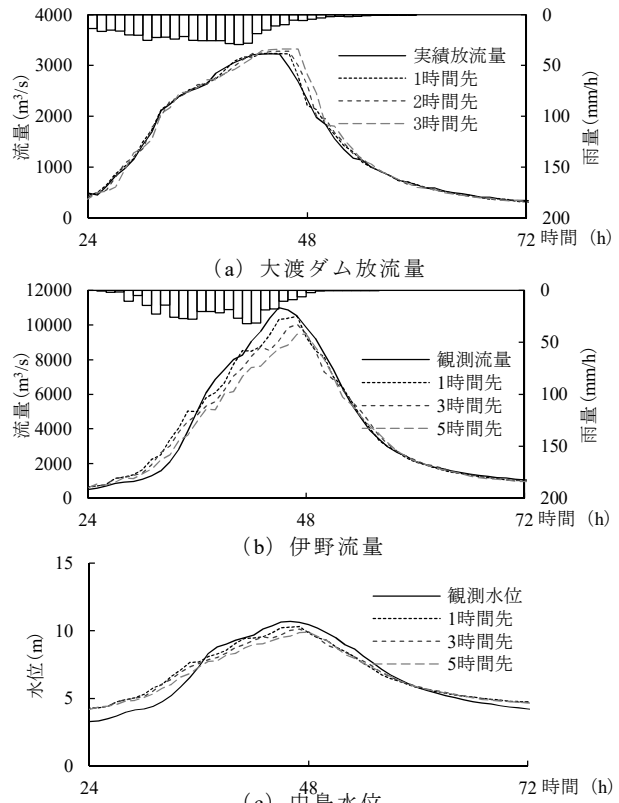 4000
3000
2000
1000
0
流量(m³/s)
0
50
100
150
200
雨量(mm/h)
実績放流量
1時間先
2時間先
3時間先
24
48
72
時間 (h)
(a) 大渡ダム放流量
12000
10000
8000
6000
4000
2000
0
流量(m³/s)
0
50
100
150
200
雨量(mm/h)
観測流量
1時間先
3時間先
5時間先
24
48
72
時間 (h)
(b) 伊野流量
15
10
5
0
水位(m)
観測水位
1時間先
3時間先
5時間先
24
48
72
時間 (h)